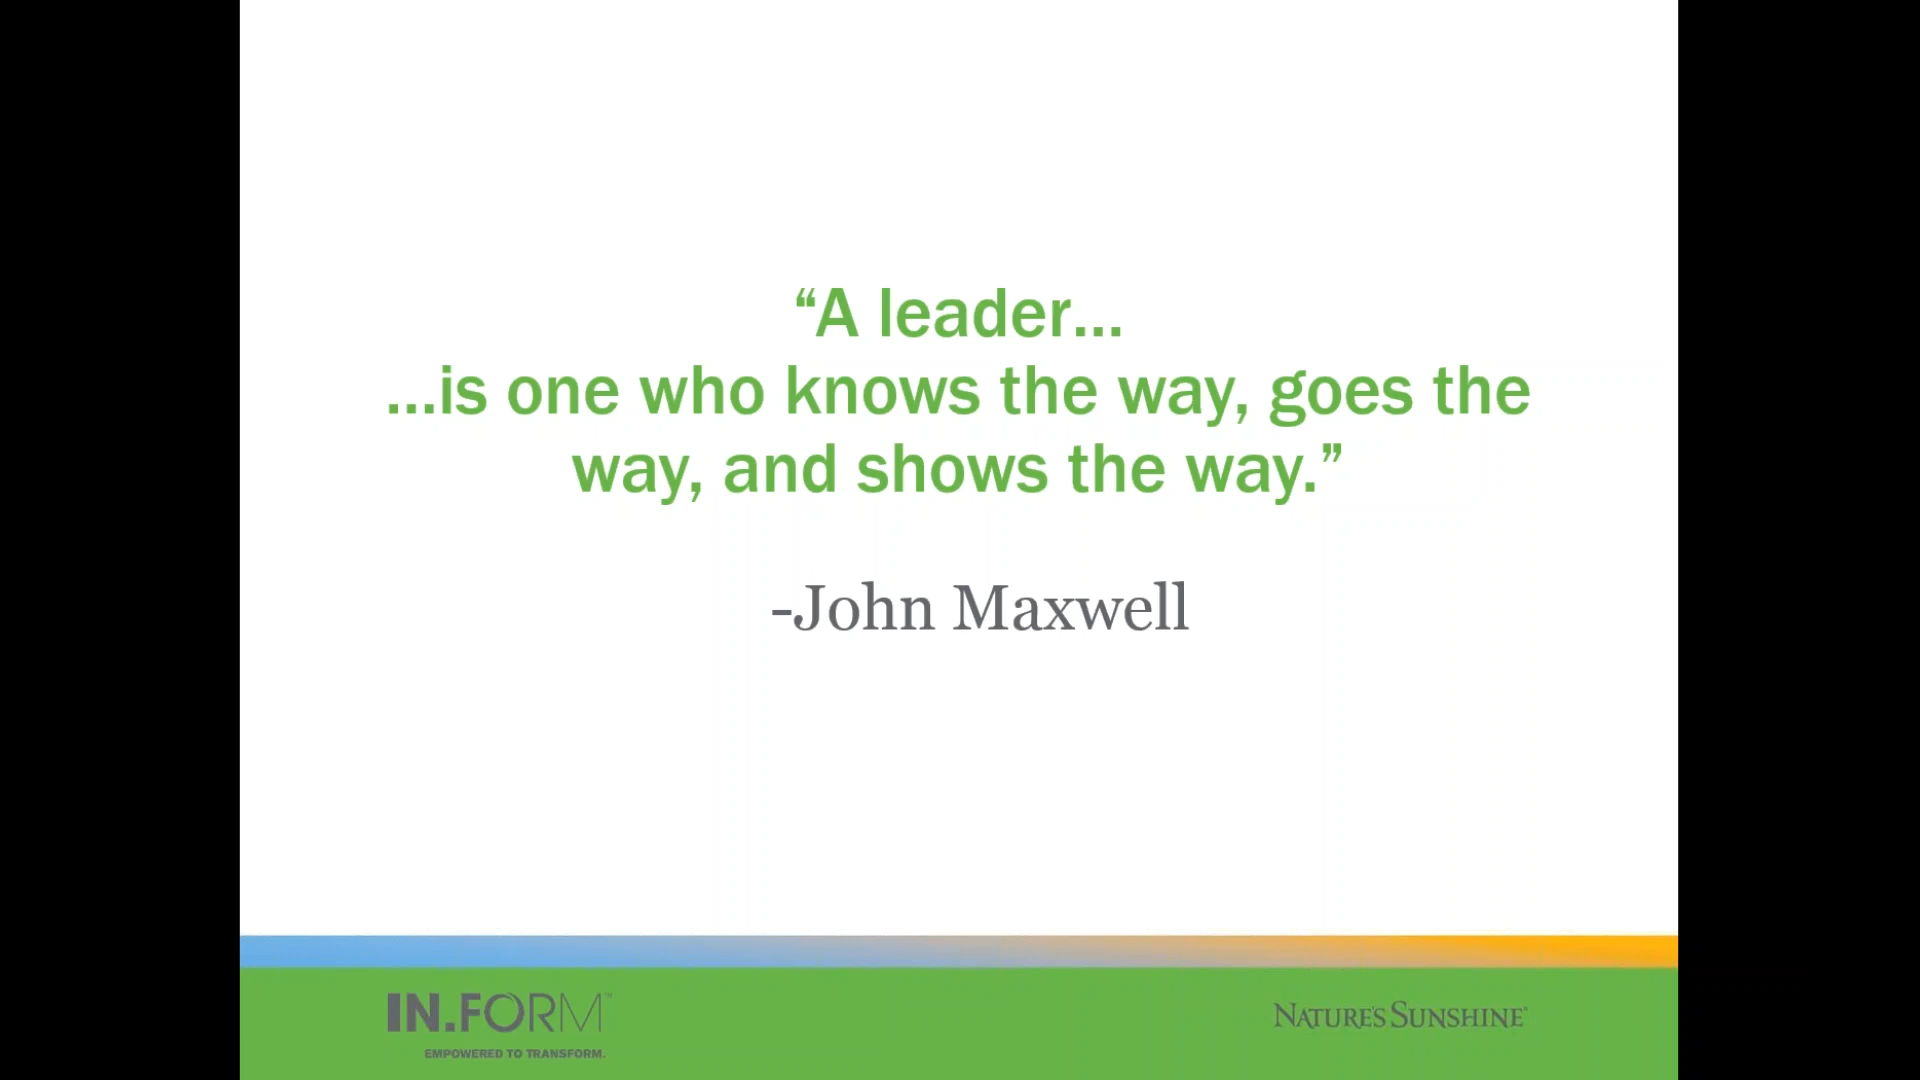 “A leader...
...is one who knows the way, goes the
way, and shows the way.”
-John Maxwell
IN.FORM™
EMPOWERED TO TRANSFORM.
NATURE'S SUNSHINE®